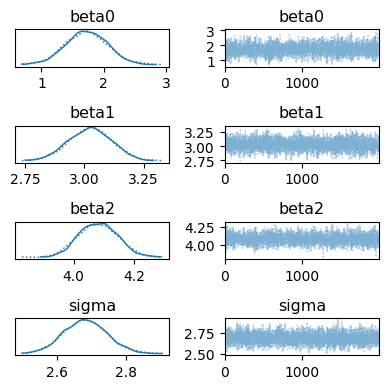 beta0 beta0
3
2
1
1 2 3 0 1000
beta1 beta1
3.25
3.00
2.75
2.75 3.00 3.25 0 1000
beta2 beta2
4.25
4.00
4.0 4.2 0 1000
sigma sigma
2.75
2.50
2.6 2.8 0 1000